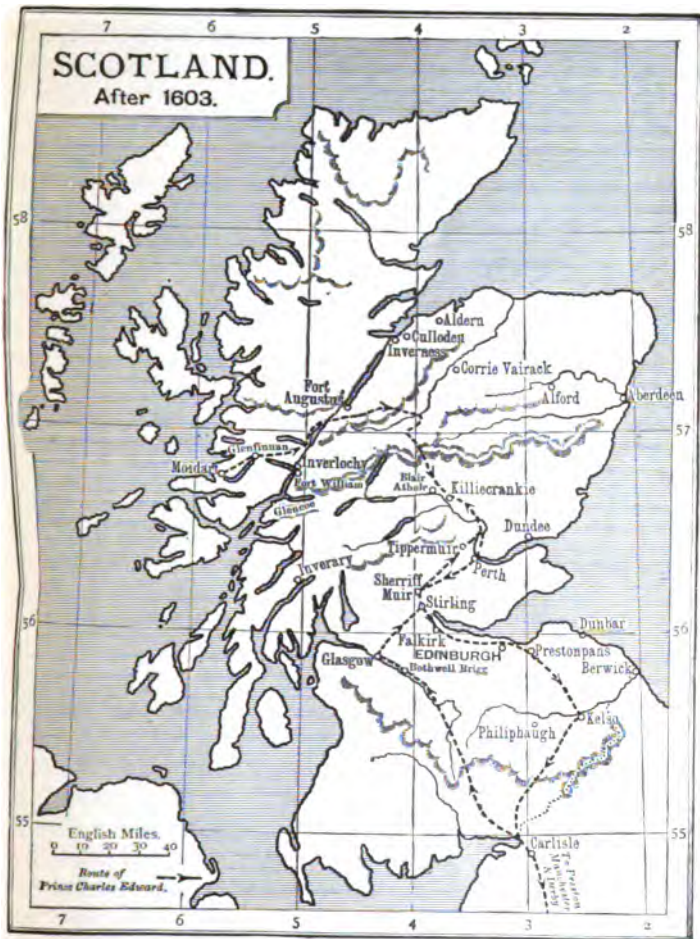 7 6 5 4 3 2
SCOTLAND.
After 1603.
58
58
Aldern
Culloden
Inverness
Corrie Vairack
Fort
Augustus
Alford
Aberdeen
57
57
Glenfinnan
Moidart
Inverlochy
Fort William
Blair
Athole
Killiecrankie
Glencoe
Dundee
Tippermuir
Inverary
Perth
Sherriff
Muir
Stirling
56
56
Dunbar
Falkirk
EDINBURGH
Prestonpans
Glasgow
Bothwell Brigg
Berwick
Philiphaugh
Kelso
55
55
English Miles.
0 10 20 40
Carlisle
Route of
Prince Charles Edward.
To Preston
Manchester
& Derby
7 6 5 4 3 2